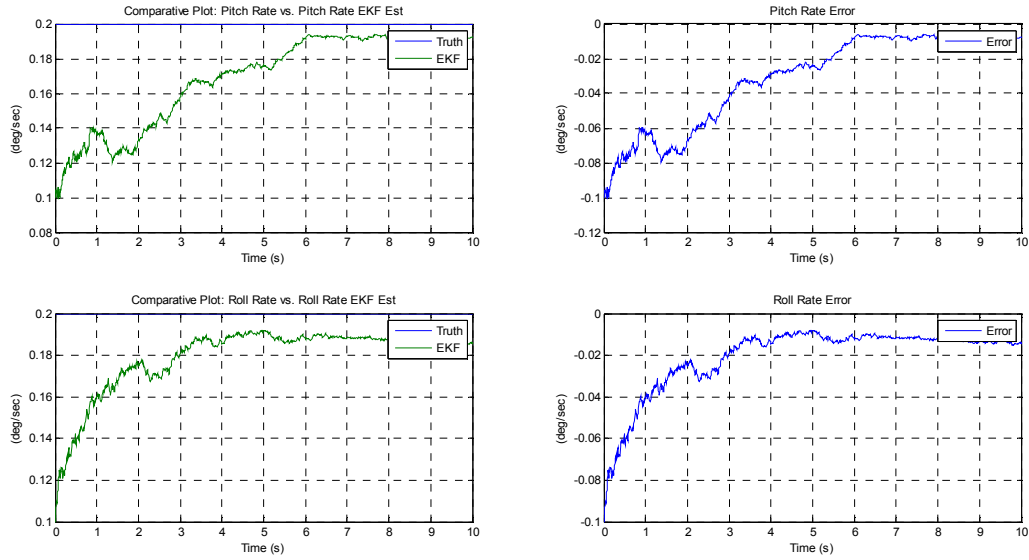 Comparative Plot: Pitch Rate vs. Pitch Rate EKF Est
0.2
0.18
0.16
0.14
0.12
0.1
0.08
(deg/sec)
Truth
EKF
0 1 2 3 4 5 6 7 8 9 10
Time (s)
Pitch Rate Error
0
-0.02
-0.04
-0.06
-0.08
-0.1
-0.12
(deg/sec)
Error
0 1 2 3 4 5 6 7 8 9 10
Time (s)
Comparative Plot: Roll Rate vs. Roll Rate EKF Est
0.2
0.18
0.16
0.14
0.12
0.1
(deg/sec)
Truth
EKF
0 1 2 3 4 5 6 7 8 9 10
Time (s)
Roll Rate Error
0
-0.02
-0.04
-0.06
-0.08
-0.1
(deg/sec)
Error
0 1 2 3 4 5 6 7 8 9 10
Time (s)